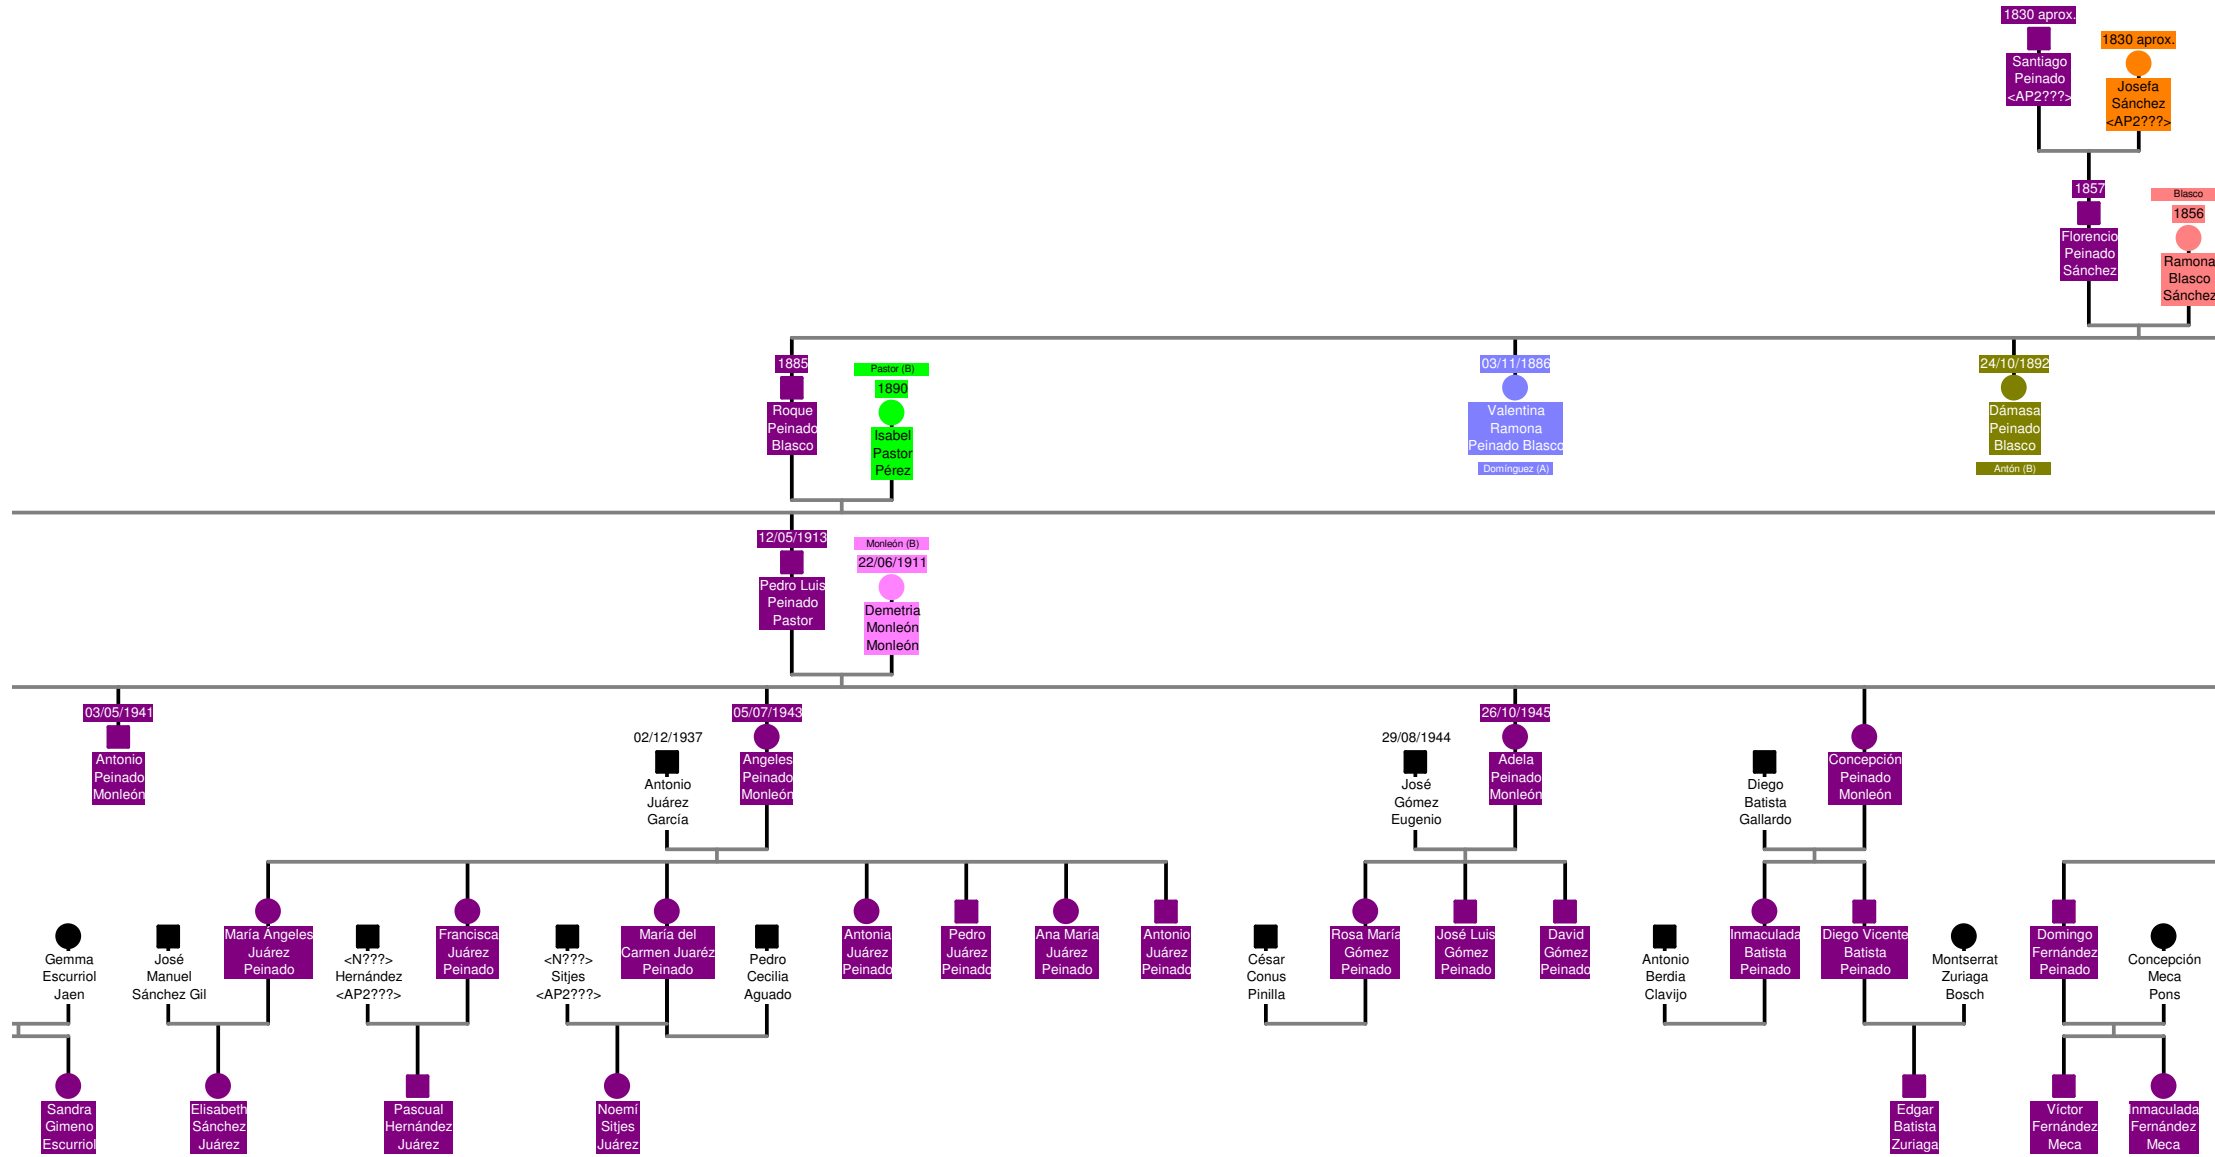 1830 aprox.
Santiago
Peinado
<AP2???>
1830 aprox.
Josefa
Sánchez
<AP2???>
1857
Florencio
Peinado
Sánchez
Blasco
1856
Ramona
Blasco
Sánchez
1885
Roque
Peinado
Blasco
Pastor (B)
1890
Isabel
Pastor
Pérez
03/11/1886
Valentina
Ramona
Peinado Blasco
Domínguez (A)
24/10/1892
Dámasa
Peinado
Blasco
Antón (B)
12/05/1913
Pedro Luis
Peinado
Pastor
Monleón (B)
22/06/1911
Demetria
Monleón
Monleón
03/05/1941
Antonio
Peinado
Monleón
02/12/1937
Antonio
Juárez
García
05/07/1943
Angeles
Peinado
Monleón
29/08/1944
José
Gómez
Eugenio
26/10/1945
Adela
Peinado
Monleón
Diego
Batista
Gallardo
Concepción
Peinado
Monleón
Gemma
Escurriol
Jaen
José
Manuel
Sánchez Gil
María Ángeles
Juárez
Peinado
<N???>
Hernández
<AP2???>
Francisca
Juárez
Peinado
<N???>
Sitjes
<AP2???>
María del
Carmen Juaréz
Peinado
Pedro
Cecilia
Aguado
Antonia
Juárez
Peinado
Pedro
Juárez
Peinado
Ana María
Juárez
Peinado
Antonio
Juárez
Peinado
César
Conus
Pinilla
Rosa María
Gómez
Peinado
José Luis
Gómez
Peinado
David
Gómez
Peinado
Antonio
Berdia
Clavijo
Inmaculada
Batista
Peinado
Diego Vicente
Batista
Peinado
Montserrat
Zuriaga
Bosch
Domingo
Fernández
Peinado
Concepción
Meca
Pons
Sandra
Gimeno
Escurriol
Elisabeth
Sánchez
Juárez
Pascual
Hernández
Juárez
Noemí
Sitjes
Juárez
Edgar
Batista
Zuriaga
Víctor
Fernández
Meca
Inmaculada
Fernández
Meca